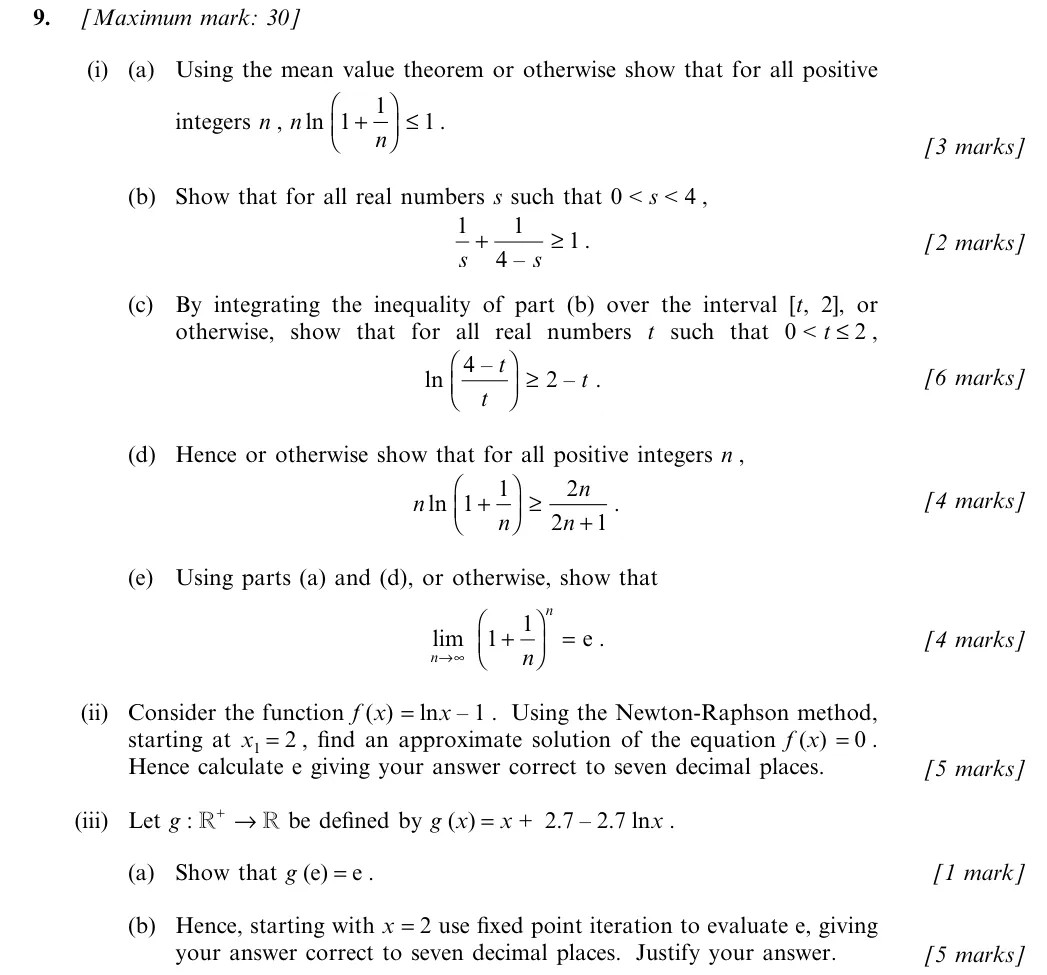 9. [Maximum mark: 30]
(i) (a) Using the mean value theorem or otherwise show that for all positive
integers n , n ln (1 + 1/n) ≤ 1 .
[3 marks]
(b) Show that for all real numbers s such that 0 < s < 4 ,
1/s + 1/(4 – s) ≥ 1 . [2 marks]
(c) By integrating the inequality of part (b) over the interval [t, 2], or
otherwise, show that for all real numbers t such that 0 < t ≤ 2 ,
ln ((4 – t)/t) ≥ 2 – t . [6 marks]
(d) Hence or otherwise show that for all positive integers n ,
n ln (1 + 1/n) ≥ 2n/(2n + 1) . [4 marks]
(e) Using parts (a) and (d), or otherwise, show that
lim n→∞ (1 + 1/n)^n = e . [4 marks]
(ii) Consider the function f (x) = lnx – 1 . Using the Newton-Raphson method,
starting at x₁ = 2 , find an approximate solution of the equation f (x) = 0 .
Hence calculate e giving your answer correct to seven decimal places. [5 marks]
(iii) Let g : ℝ⁺ → ℝ be defined by g (x) = x + 2.7 – 2.7 lnx .
(a) Show that g (e) = e . [1 mark]
(b) Hence, starting with x = 2 use fixed point iteration to evaluate e, giving
your answer correct to seven decimal places. Justify your answer. [5 marks]